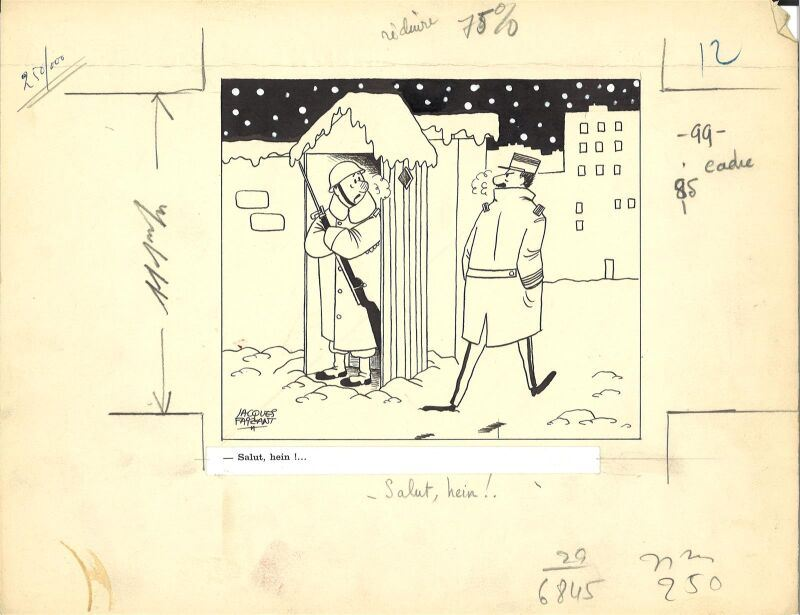 réduire 75%
250/000
12
-99-
cadre
85
JACQUES
FAIZANT
— Salut, hein !...
- Salut, hein !.
29
6845
250